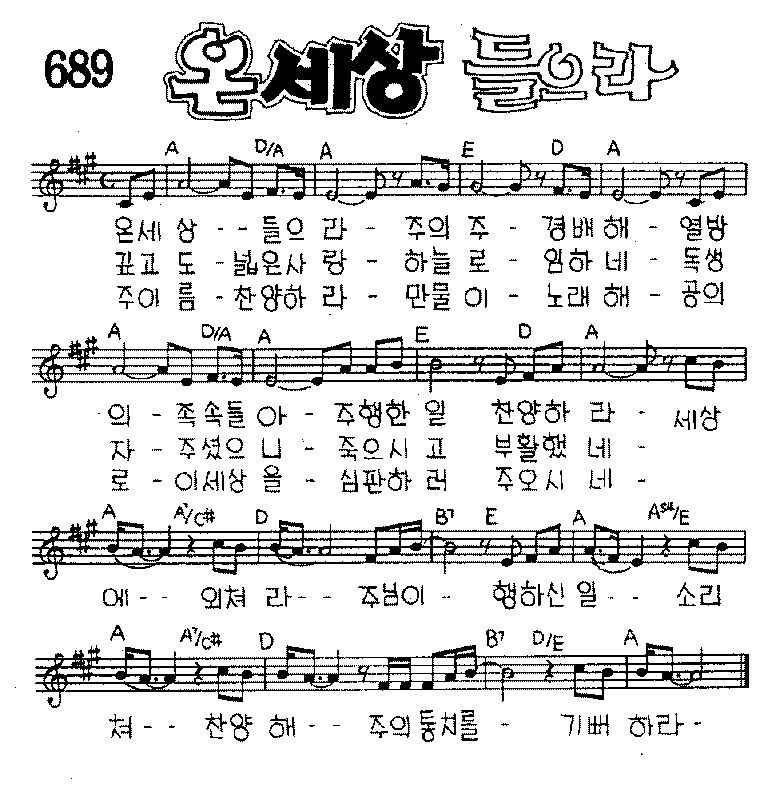 689 온세상 들으라
A D/A A E D A
온세 상 - - 들으 라 - 주의 주 - 경배 해 - 열방
깊고 도 - 넓은사 랑 - 하늘 로 - 임하 네 - 독생
주이 름 - 찬양하 라 - 만물 이 - 노래 해 - 공의
A D/A A E D A
의 - 족속들 아 - 주행한 일 찬양하 라 - 세상
자 - 주셨으 니 - 죽으시 고 부활했 네 -
로 - 이세상 을 - 심판하 러 주오시 네 -
A A7/C# D B7 E A Asus4/E
에 - - 외쳐 라 - - 주님이 - 행하신 일 - - 소리
A A7/C# D B7 D/E A
쳐 - - 찬양 해 - - 주의통치를 - 기뻐 하라 -